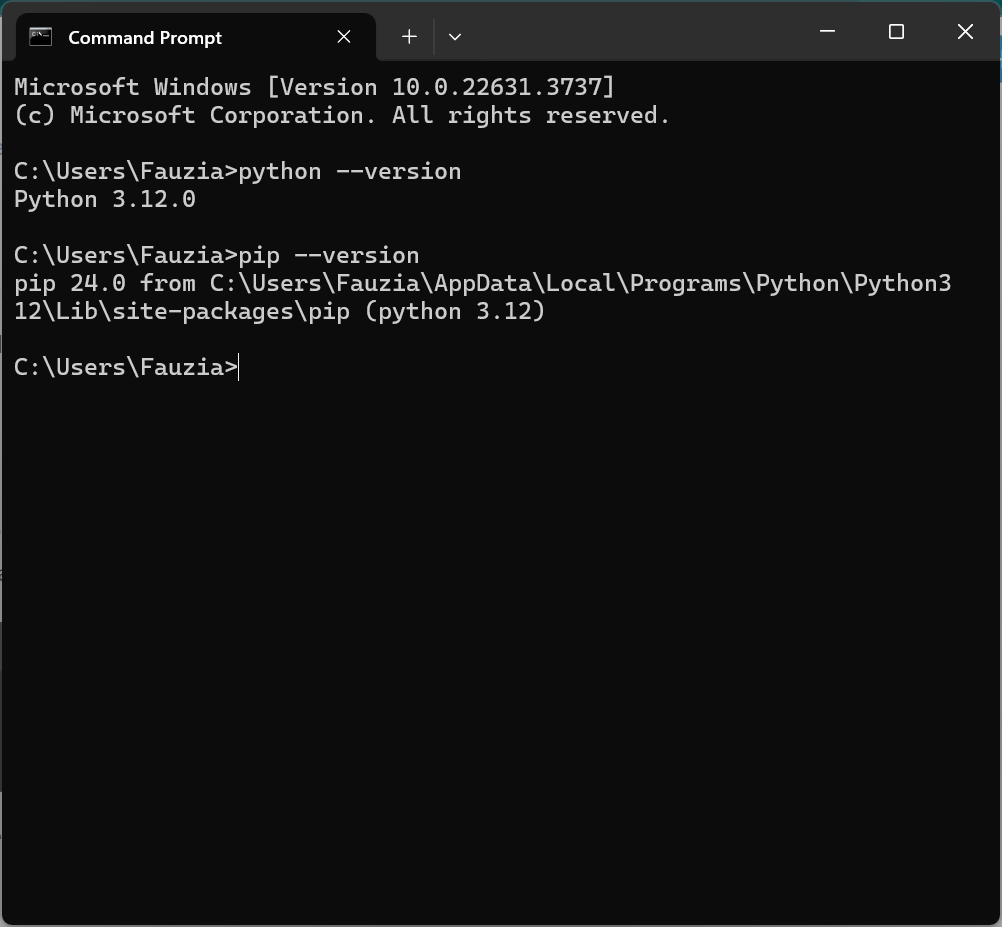 Command Prompt
Microsoft Windows [Version 10.0.22631.3737]
(c) Microsoft Corporation. All rights reserved.
C:\Users\Fauzia>python --version
Python 3.12.0
C:\Users\Fauzia>pip --version
pip 24.0 from C:\Users\Fauzia\AppData\Local\Programs\Python\Python3
12\Lib\site-packages\pip (python 3.12)
C:\Users\Fauzia>